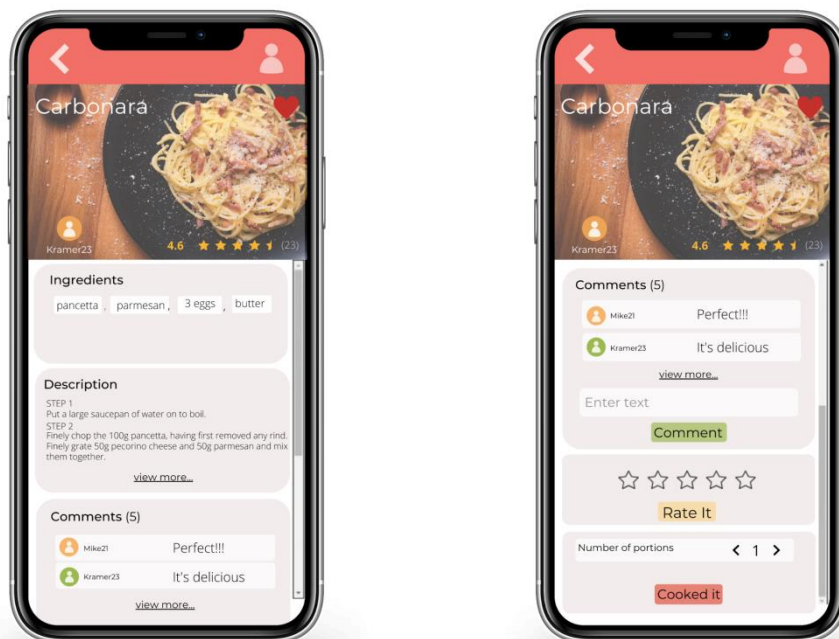 Carbonara
Kramer23
4.6
(23)
Ingredients
pancetta , parmesan , 3 eggs , butter
Description
STEP 1
Put a large saucepan of water on to boil.
STEP 2
Finely chop the 100g pancetta, having first removed any rind.
Finely grate 50g pecorino cheese and 50g parmesan and mix
them together.
view more...
Comments (5)
Mike21 Perfect!!!
Kramer23 It's delicious
view more...
Carbonara
Kramer23
4.6
(23)
Comments (5)
Mike21 Perfect!!!
Kramer23 It's delicious
view more...
Enter text
Comment
Rate It
Number of portions 1
Cooked it